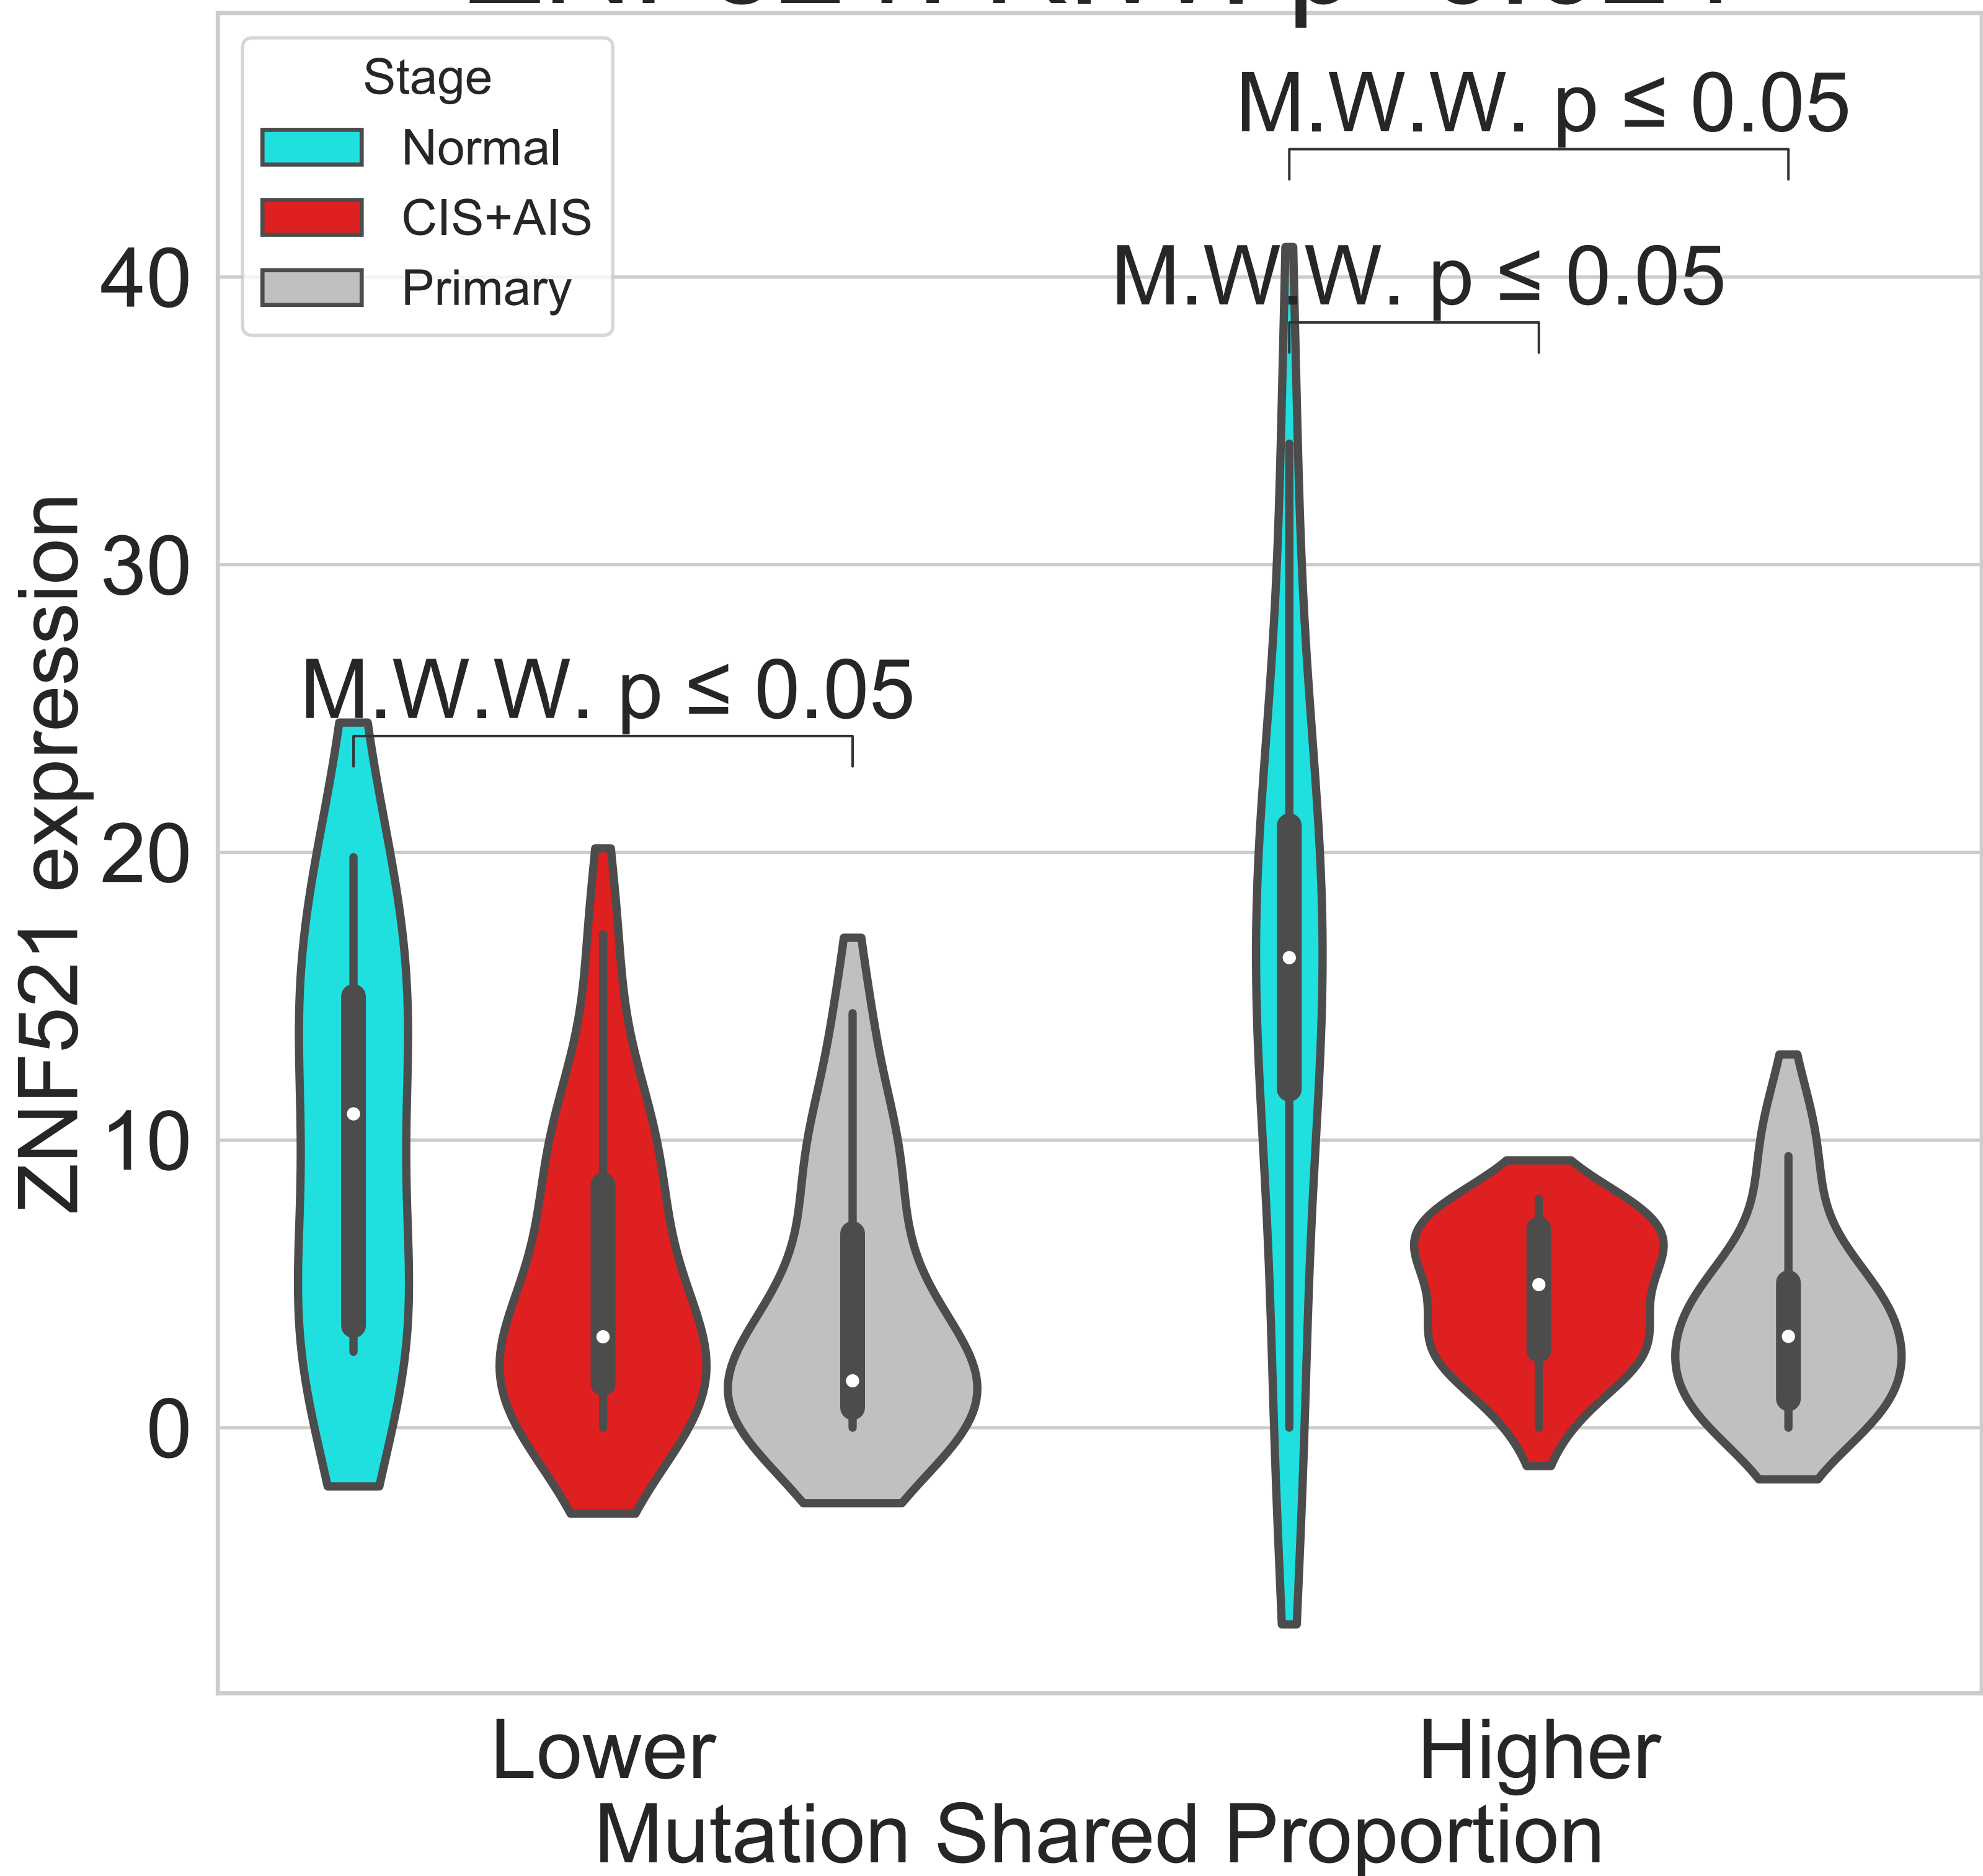 Stage
Normal
CIS+AIS
Primary
M.W.W. p ≤ 0.05
M.W.W. p ≤ 0.05
M.W.W. p ≤ 0.05
40
30
20
10
0
ZNF521 expression
Lower
Higher
Mutation Shared Proportion